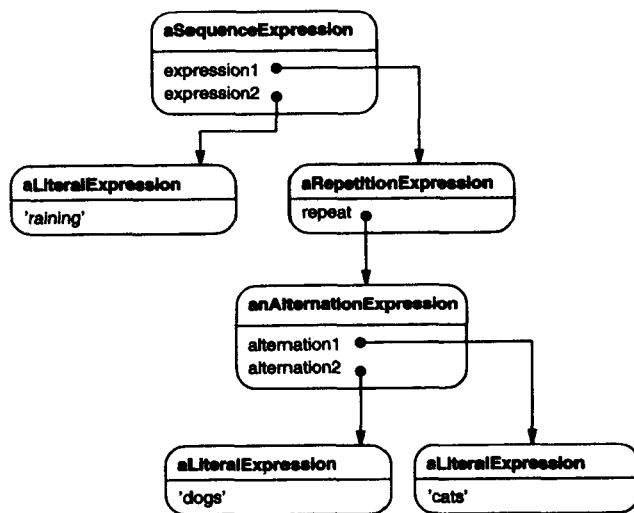 aSequenceExpression
expression1
expression2
aLiteralExpression
'raining'
aRepetitionExpression
repeat
anAlternationExpression
alternation1
alternation2
aLiteralExpression
'dogs'
aLiteralExpression
'cats'